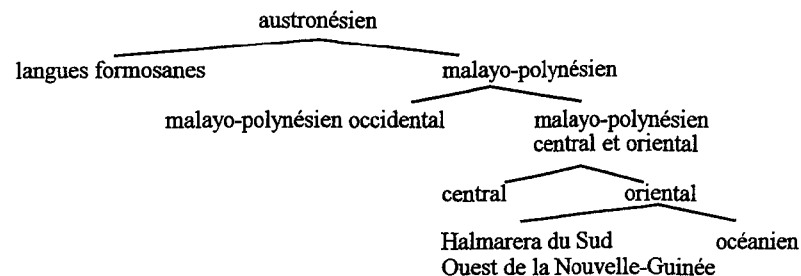 austronésien
langues formosanes malayo-polynésien
malayo-polynésien occidental malayo-polynésien
central et oriental
central oriental
Halmarera du Sud océanien
Ouest de la Nouvelle-Guinée